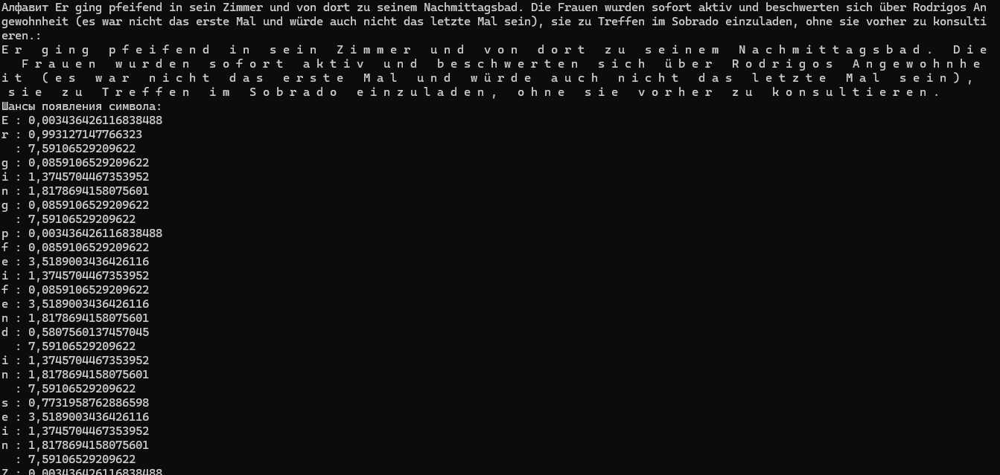 Алфавит Er ging pfeifend in sein Zimmer und von dort zu seinem Nachmittagsbad. Die Frauen wurden sofort aktiv und beschwerten sich über Rodrigos An
gewohnheit (es war nicht das erste Mal und würde auch nicht das letzte Mal sein), sie zu Treffen im Sobrado einzuladen, ohne sie vorher zu konsulti
eren.:
E r   g i n g   p f e i f e n d   i n   s e i n   Z i m m e r   u n d   v o n   d o r t   z u   s e i n e m   N a c h m i t t a g s b a d .   D i e
  F r a u e n   w u r d e n   s o f o r t   a k t i v   u n d   b e s c h w e r t e n   s i c h   ü b e r   R o d r i g o s   A n g e w o h n h e
i t   ( e s   w a r   n i c h t   d a s   e r s t e   M a l   u n d   w ü r d e   a u c h   n i c h t   d a s   l e t z t e   M a l   s e i n ) ,
 s i e   z u   T r e f f e n   i m   S o b r a d o   e i n z u l a d e n ,   o h n e   s i e   v o r h e r   z u   k o n s u l t i e r e n .
Шансы появления символа:
E : 0,003436426116838488
r : 0,993127147766323
  : 7,59106529209622
g : 0,0859106529209622
i : 1,3745704467353952
n : 1,8178694158075601
g : 0,0859106529209622
  : 7,59106529209622
p : 0,003436426116838488
f : 0,0859106529209622
e : 3,5189003436426116
i : 1,3745704467353952
f : 0,0859106529209622
e : 3,5189003436426116
n : 1,8178694158075601
d : 0,5807560137457045
  : 7,59106529209622
i : 1,3745704467353952
n : 1,8178694158075601
  : 7,59106529209622
s : 0,7731958762886598
e : 3,5189003436426116
i : 1,3745704467353952
n : 1,8178694158075601
  : 7,59106529209622
Z : 0,003436426116838488